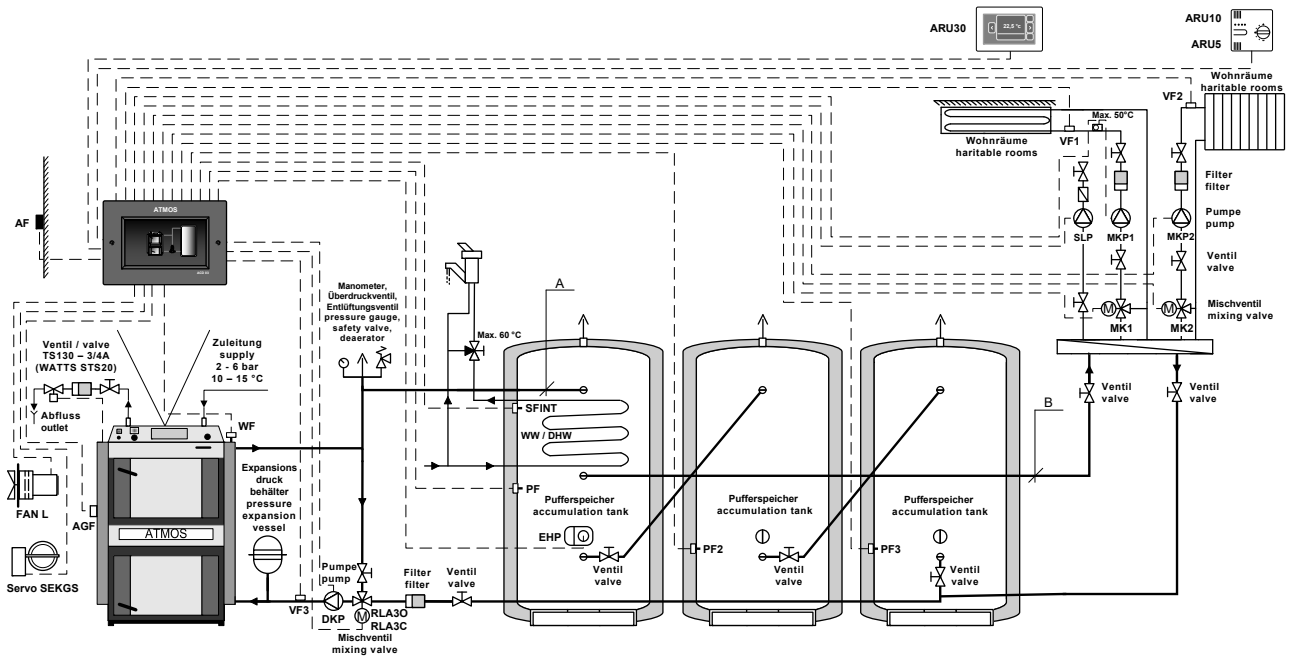 ARU30
22,5 °c
ARU10
ARU5
Wohnräume
haritable rooms
VF2
Max. 50°C
VF1
Wohnräume
haritable rooms
Filter
filter
Pumpe
pump
SLP
MKP1
MKP2
Ventil
valve
Mischventil
mixing valve
M
MK1
M
MK2
AF
ATMOS
Manometer,
Überdruckventil,
Entlüftungsventil
pressure gauge,
safety valve,
deaerator
A
Max. 60 °C
Ventil / valve
TS130 – 3/4A
(WATTS STS20)
Zuleitung
supply
2 - 6 bar
10 – 15 °C
Abfluss
outlet
WF
SFINT
WW / DHW
PF
Ventil
valve
Ventil
valve
B
FAN L
AGF
ATMOS
Servo SEKGS
Expansions
druck
behälter
pressure
expansion
vessel
Pufferspeicher
accumulation tank
Pufferspeicher
accumulation tank
Pufferspeicher
accumulation tank
EHP
Ventil
valve
PF2
Ventil
valve
PF3
Ventil
valve
Pumpe
pump
Filter
filter
Ventil
valve
VF3
DKP
M
RLA3O
RLA3C
Mischventil
mixing valve